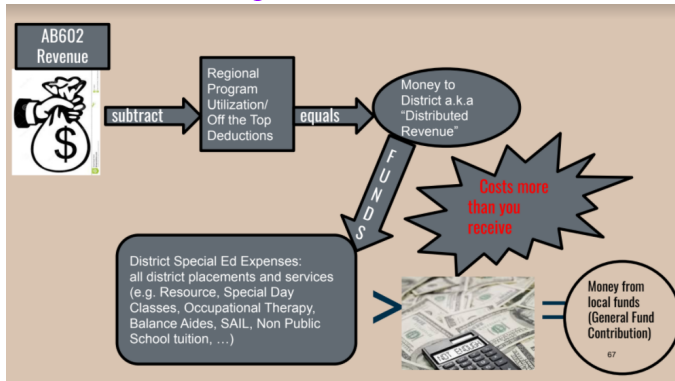 AB602
Revenue
subtract
Regional
Program
Utilization/
Off the Top
Deductions
equals
Money to
District a.k.a
“Distributed
Revenue”
FUNDS
Costs more
than you
receive
District Special Ed Expenses:
all district placements and services
(e.g. Resource, Special Day
Classes, Occupational Therapy,
Balance Aides, SAIL, Non Public
School tuition, …)
>
NOT ENOUGH
=
Money from
local funds
(General Fund
Contribution)
67